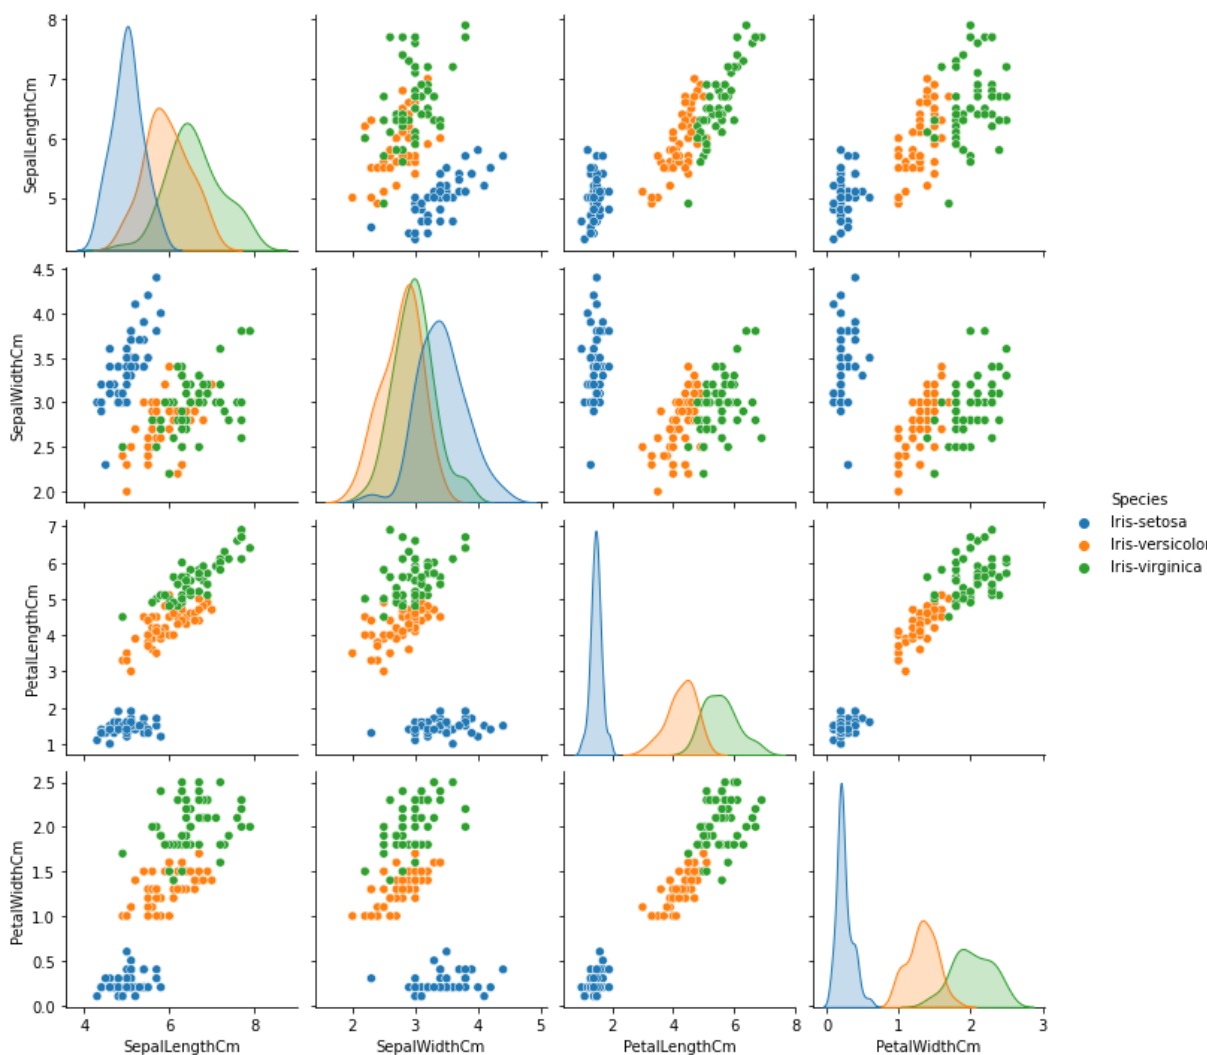 8
7
6
5
SepalLengthCm
4.5
4.0
3.5
3.0
2.5
2.0
SepalWidthCm
7
6
5
4
3
2
1
PetalLengthCm
2.5
2.0
1.5
1.0
0.5
0.0
PetalWidthCm
4 6 8
SepalLengthCm
2 3 4 5
SepalWidthCm
2 4 6 8
PetalLengthCm
0 1 2 3
PetalWidthCm
Species
Iris-setosa
Iris-versicolor
Iris-virginica